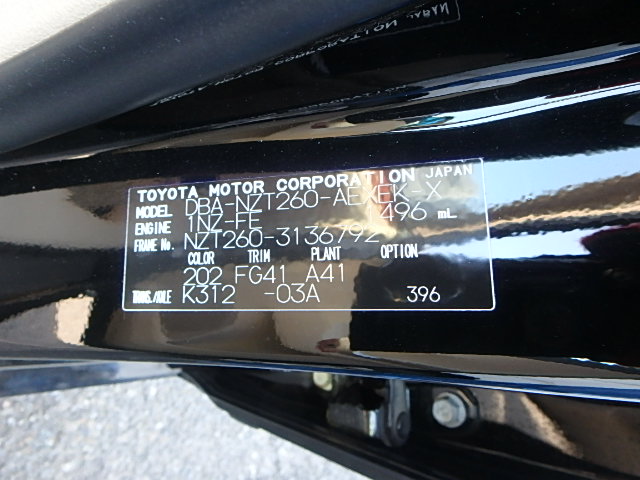 TOYOTA MOTOR CORPORATION JAPAN
MODEL DBA-NZT260-AEXEK-X
ENGINE 1NZ-FE 1496 mL
FRAME No. NZT260-3136792
COLOR TRIM PLANT OPTION
202 FG41 A41
TRANS./AXLE K312 -03A 396